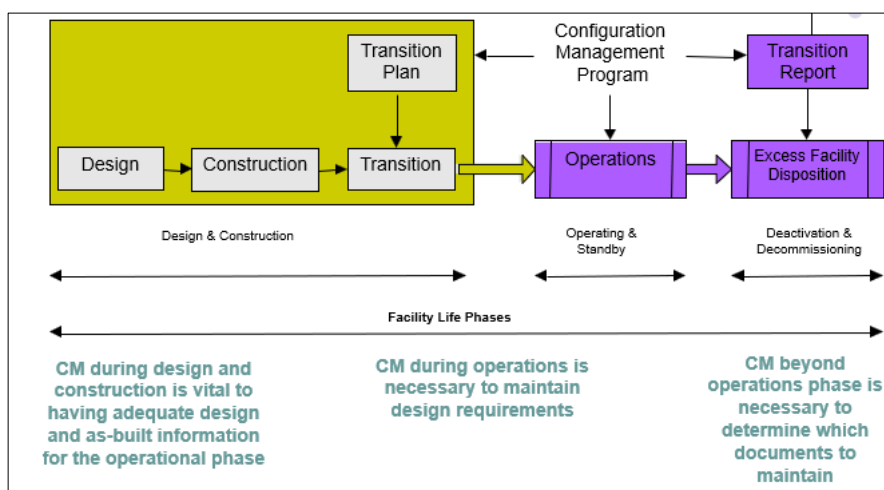 Transition
Plan
Configuration
Management
Program
Transition
Report
Design
Construction
Transition
Operations
Excess Facility
Disposition
Design & Construction
Operating &
Standby
Deactivation &
Decommissioning
Facility Life Phases
CM during design and
construction is vital to
having adequate design
and as-built information
for the operational phase
CM during operations is
necessary to maintain
design requirements
CM beyond
operations phase is
necessary to
determine which
documents to
maintain